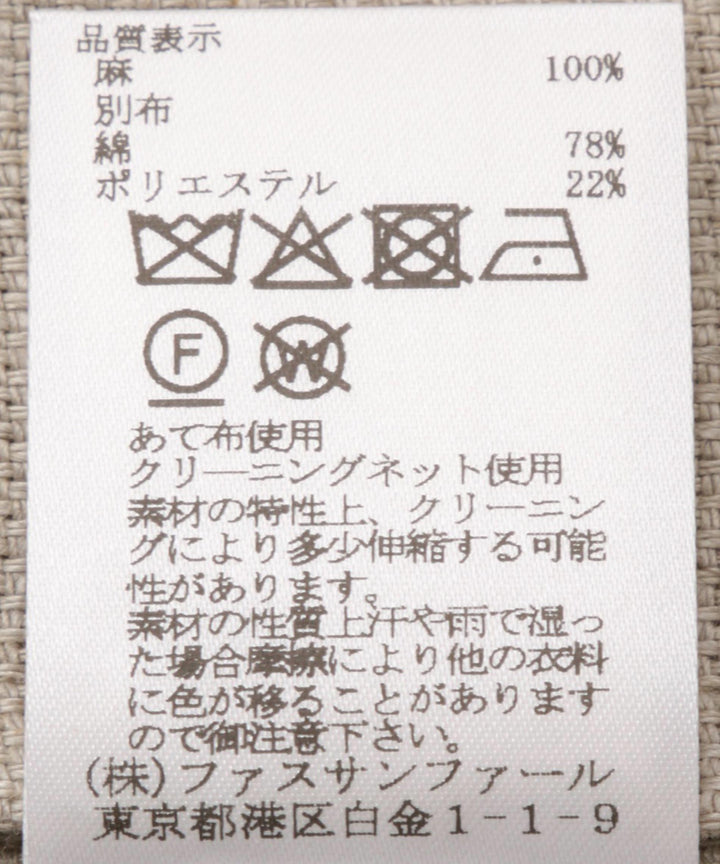 品質表示
麻 100%
別布
綿 78%
ポリエステル 22%
F W
あて布使用
クリーニングネット使用
素材の特性上、クリーニン
グにより多少伸縮する可能
性があります。
素材の性質上汗や雨で湿っ
た場合摩擦により他の衣料
に色が移ることがあります
ので御注意下さい。
(株)ファスサンファール
東京都港区白金1-1-9